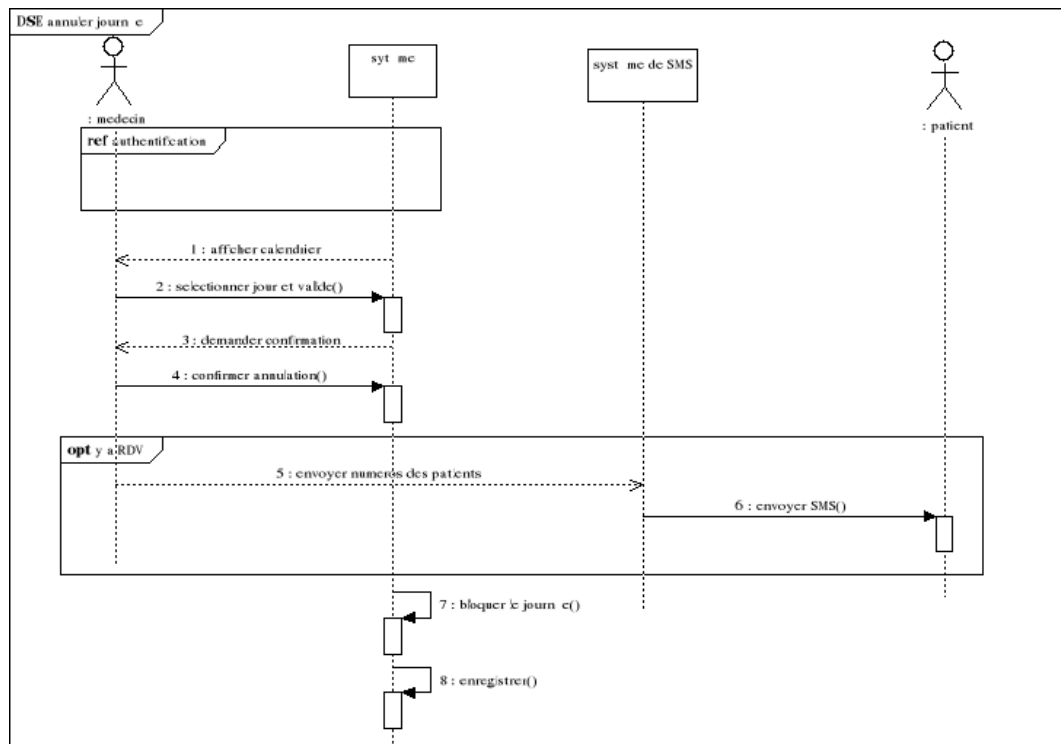 DSE annuler journ e
syt me
syst me de SMS
: medecin
: patient
ref authentification
1 : afficher calendrier
2 : selectionner jour et valide()
3 : demander confirmation
4 : confirmer annulation()
opt y a RDV
5 : envoyer numeros des patients
6 : envoyer SMS()
7 : bloquer le journ e()
8 : enregistrer()